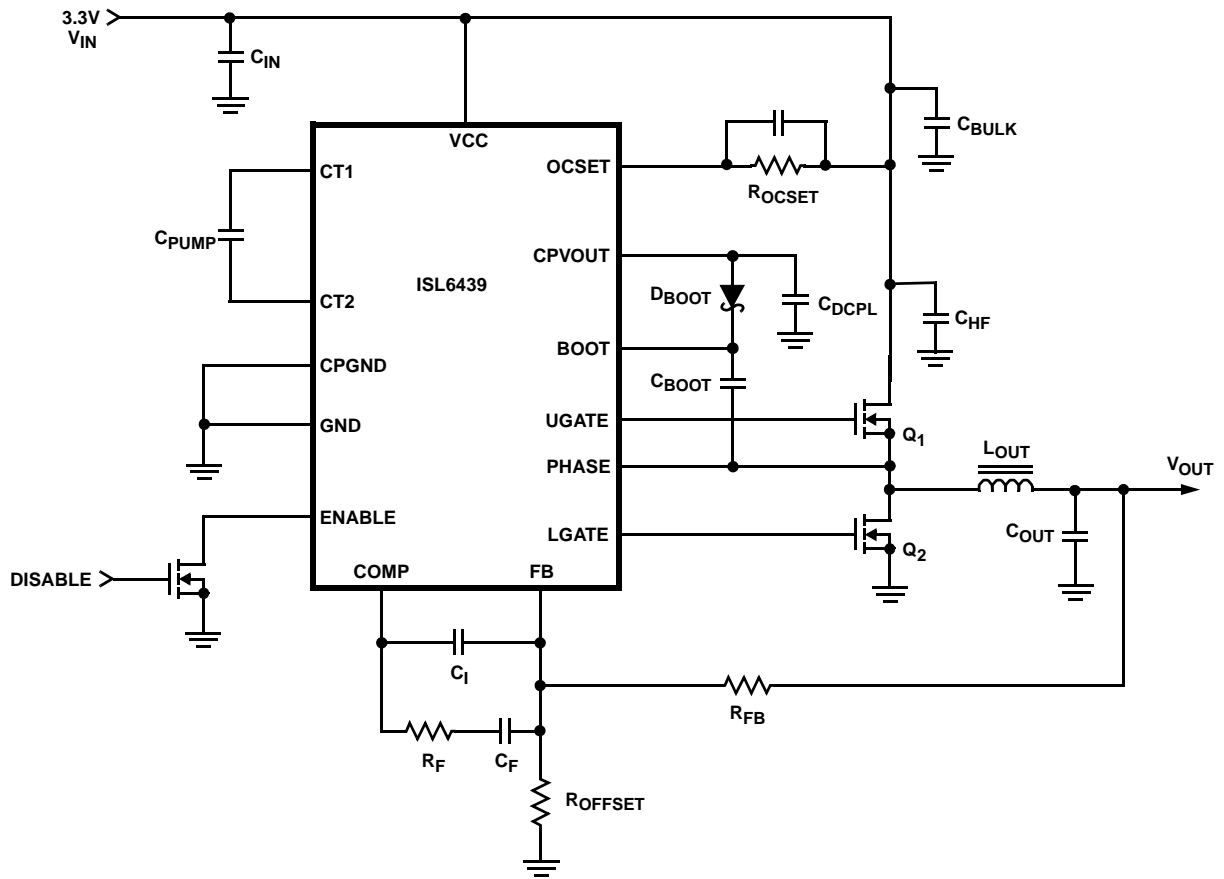 3.3V
VIN
CIN
CBULK
VCC
OCSET
ROCSET
CT1
CPUMP
CT2
ISL6439
CPVOUT
DBOOT
CDCPL
CHF
BOOT
CBOOT
CPGND
GND
UGATE
Q1
PHASE
LOUT
VOUT
ENABLE
LGATE
Q2
COUT
DISABLE
COMP
FB
CI
RFB
RF
CF
ROFFSET